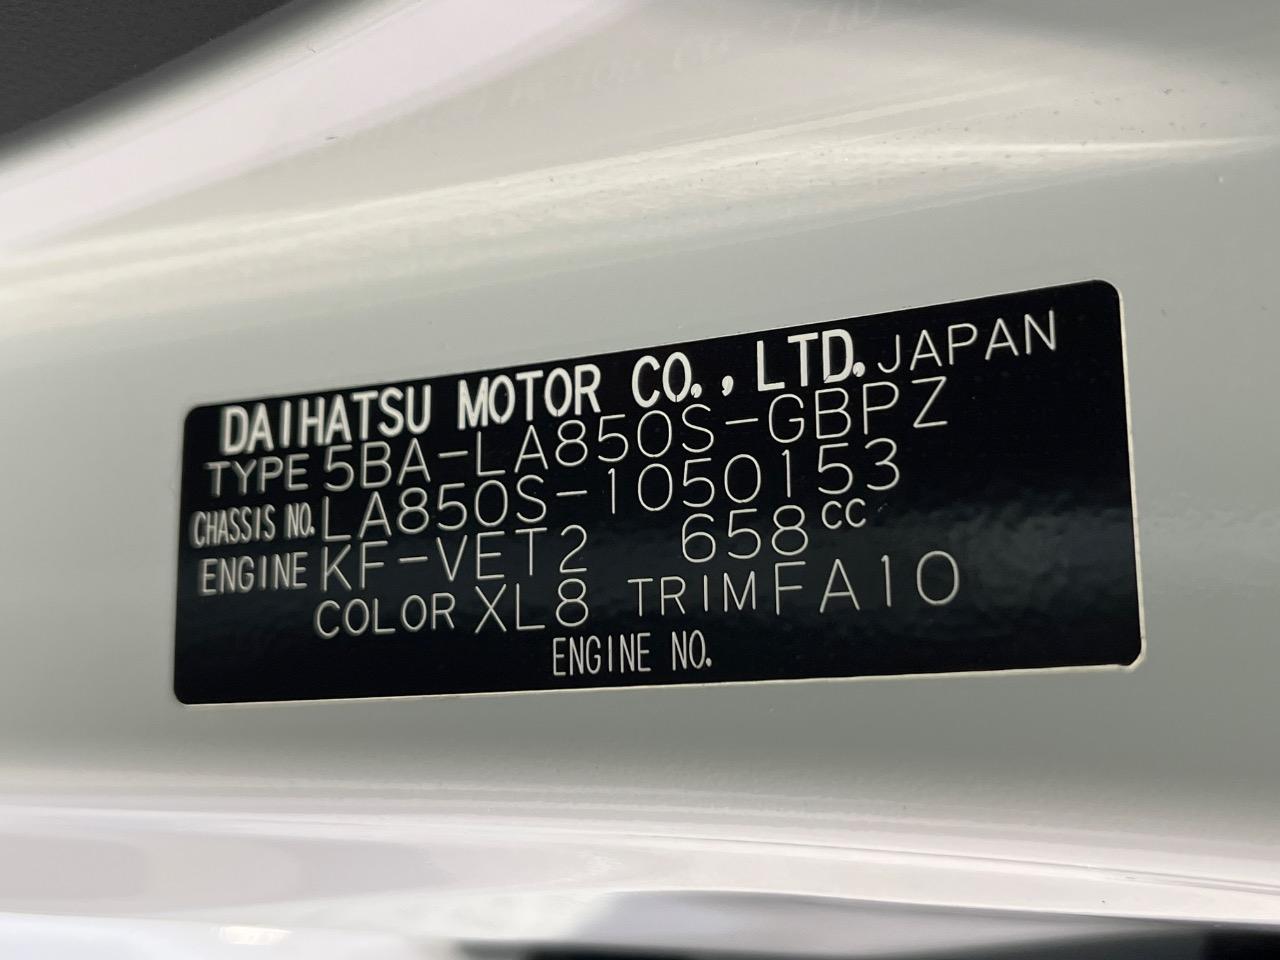 DAIHATSU MOTOR CO., LTD. JAPAN
TYPE 5BA-LA850S-GBPZ
CHASSIS NO. LA850S-1050153
ENGINE KF-VET2 658cc
COLOR XL8 TRIM FA10
ENGINE NO.